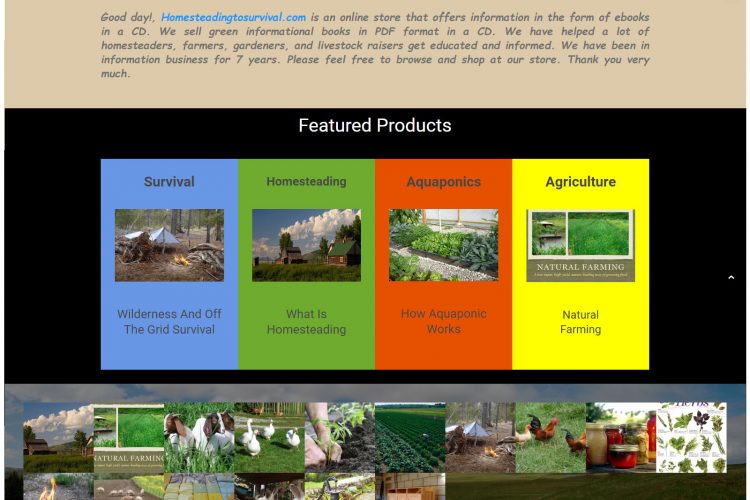 Good day!, Homesteadingtosurvival.com is an online store that offers information in the form of ebooks
in a CD. We sell green informational books in PDF format in a CD. We have helped a lot of
homesteaders, farmers, gardeners, and livestock raisers get educated and informed. We have been in
information business for 7 years. Please feel free to browse and shop at our store. Thank you very
much.
Featured Products
Survival
Homesteading
Aquaponics
Agriculture
NATURAL FARMING
Wilderness And Off
The Grid Survival
What Is
Homesteading
How Aquaponic
Works
Natural
Farming
NATURAL FARMING